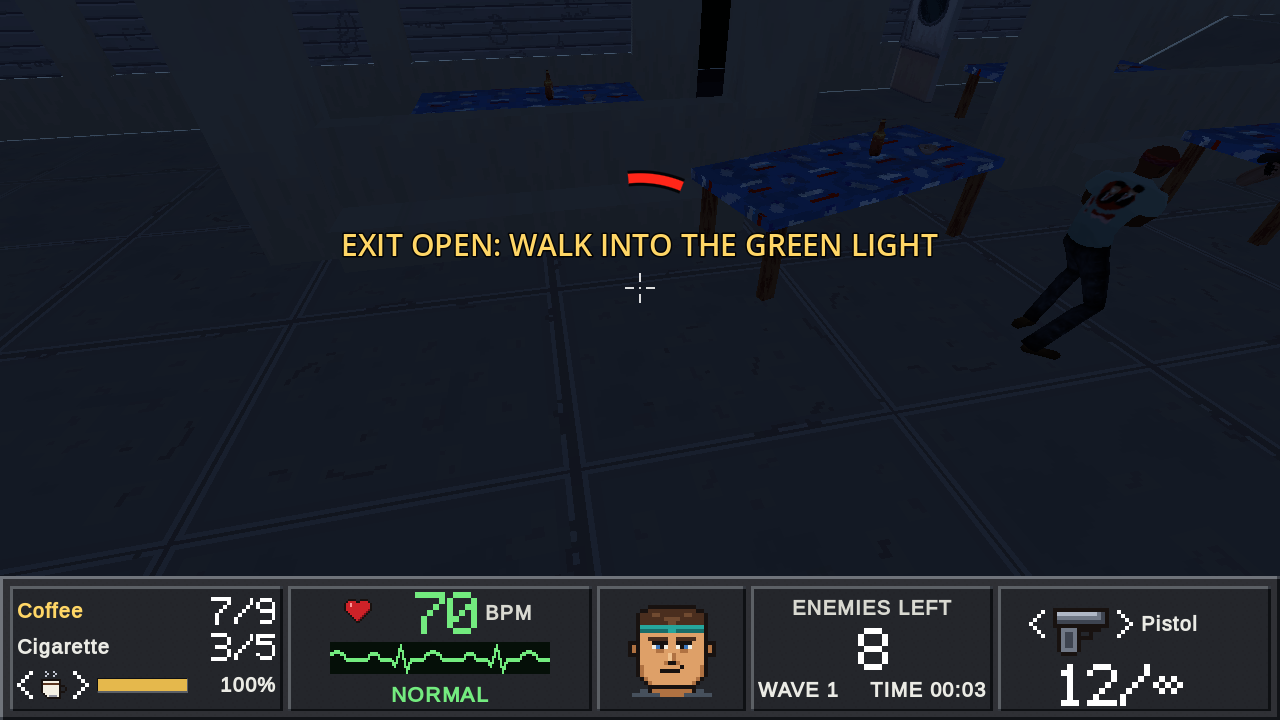 EXIT OPEN: WALK INTO THE GREEN LIGHT
Coffee 7/9
Cigarette 3/5
100%
70 BPM
NORMAL
ENEMIES LEFT
8
WAVE 1 TIME 00:03
Pistol
12/∞